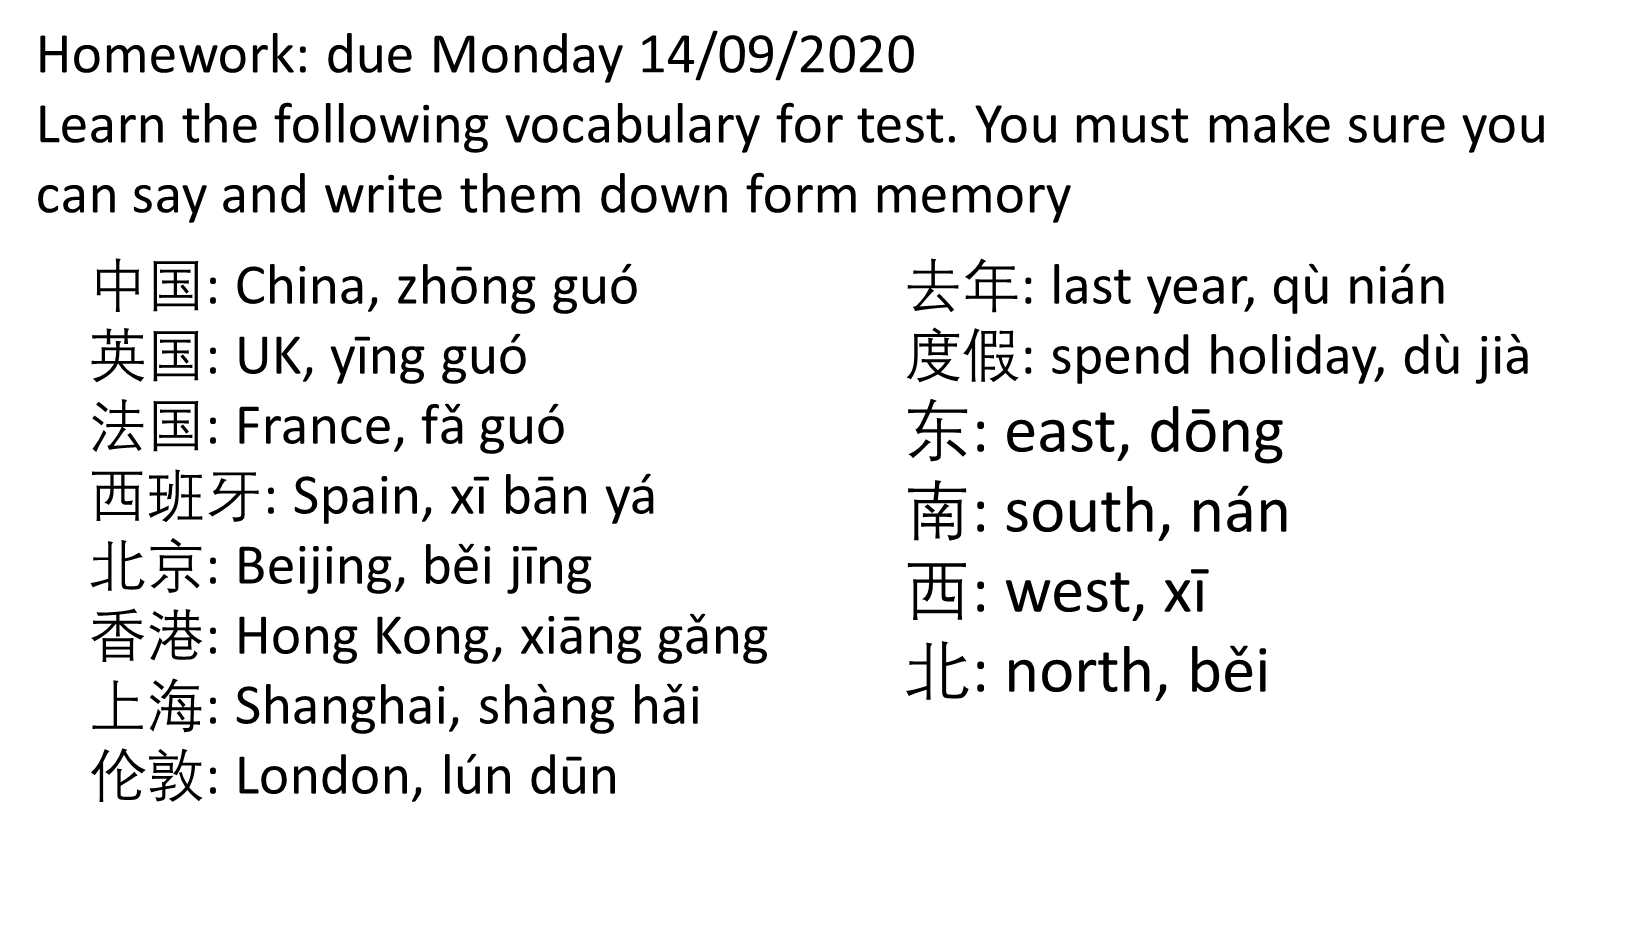 Homework: due Monday 14/09/2020
Learn the following vocabulary for test. You must make sure you
can say and write them down form memory
中国: China, zhōng guó
英国: UK, yīng guó
法国: France, fǎ guó
西班牙: Spain, xī bān yá
北京: Beijing, běi jīng
香港: Hong Kong, xiāng gǎng
上海: Shanghai, shàng hǎi
伦敦: London, lún dūn
去年: last year, qù nián
度假: spend holiday, dù jià
东: east, dōng
南: south, nán
西: west, xī
北: north, běi